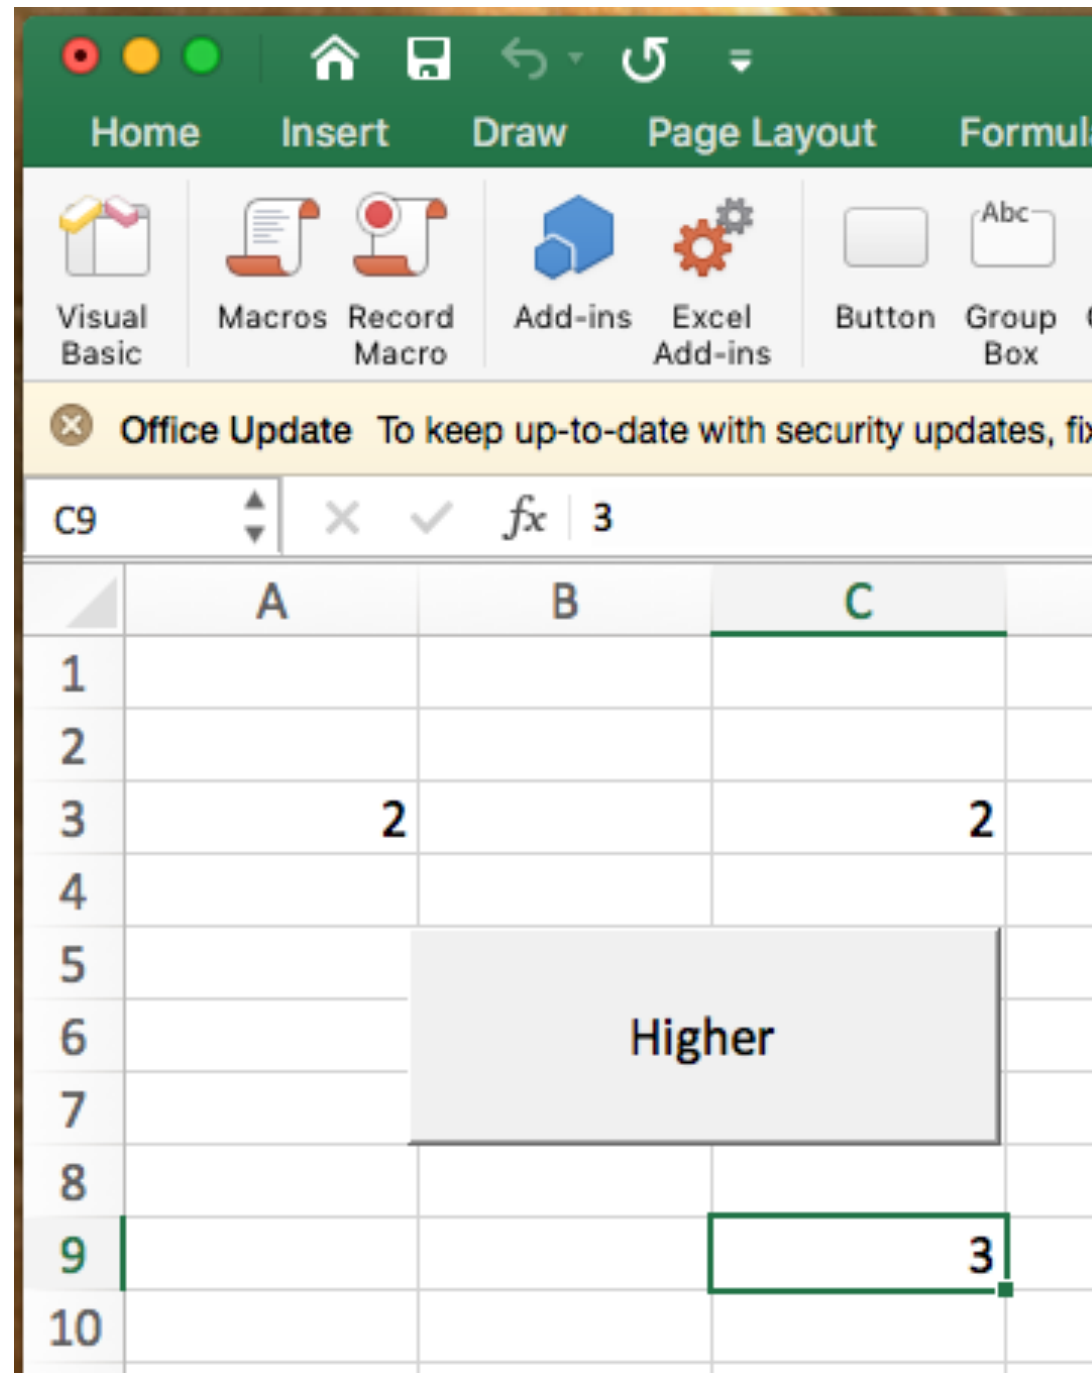 Home Insert Draw Page Layout
Abc
Visual Basic Macros Record Macro Add-ins Excel Add-ins Button Group Box
Office Update To keep up-to-date with security updates,
C9 fx 3
A B C
1
2
3 2 2
4
5
6 Higher
7
8
9 3
10